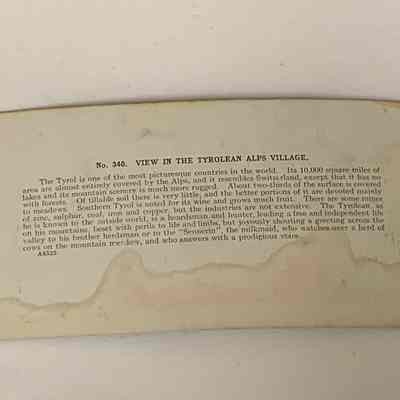 No. 340. VIEW IN THE TYROLEAN ALPS VILLAGE.
The Tyrol is one of the most picturesque countries in the world. Its 10,000 square miles of
area are almost entirely covered by the Alps, and it resembles Switzerland, except that it has no
lakes and its mountain scenery is much more rugged. About two-thirds of the surface is covered
with forests. Of tillable soil there is very little, and the better portions of it are devoted mainly
to meadows. Southern Tyrol is noted for its wine and grows much fruit. There are some mines
of zinc, sulphur, coal, iron and copper, but the industries are not extensive. The Tyrolean, as
he is known to the outside world, is a herdsman and hunter, leading a free and independent life
on his mountains, beset with perils to life and limbs, but joyously shouting a greeting across the
valley to his brother herdsman or to the "Sennerin", the milkmaid, who watches over a herd of
cows on the mountain meadow, and who answers with a prodigious